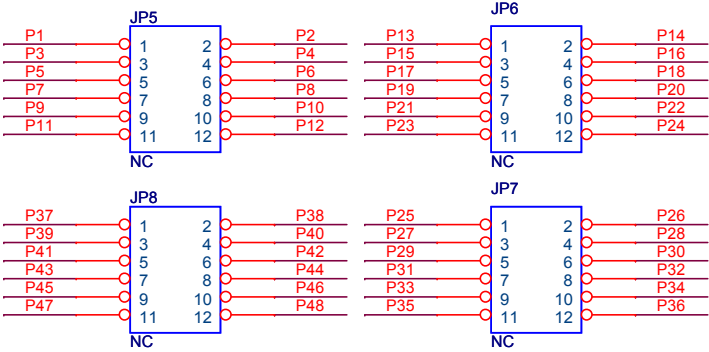 JP5
P1 1 2 P2
P3 3 4 P4
P5 5 6 P6
P7 7 8 P8
P9 9 10 P10
P11 11 12 P12
NC
JP6
P13 1 2 P14
P15 3 4 P16
P17 5 6 P18
P19 7 8 P20
P21 9 10 P22
P23 11 12 P24
NC
JP8
P37 1 2 P38
P39 3 4 P40
P41 5 6 P42
P43 7 8 P44
P45 9 10 P46
P47 11 12 P48
NC
JP7
P25 1 2 P26
P27 3 4 P28
P29 5 6 P30
P31 7 8 P32
P33 9 10 P34
P35 11 12 P36
NC